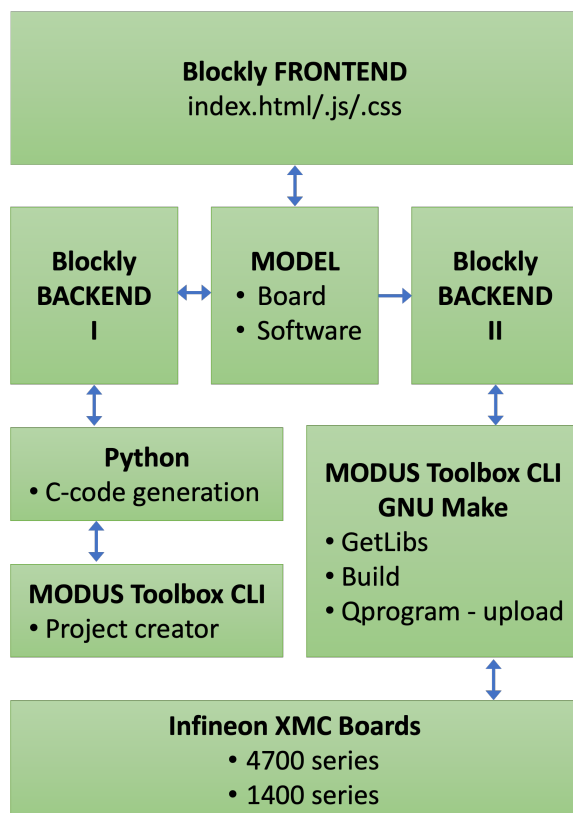 Blockly FRONTEND
index.html/.js/.css
Blockly
BACKEND
I
MODEL
• Board
• Software
Blockly
BACKEND
II
Python
• C-code generation
MODUS Toolbox CLI
• Project creator
MODUS Toolbox CLI
GNU Make
• GetLibs
• Build
• Qprogram - upload
Infineon XMC Boards
• 4700 series
• 1400 series